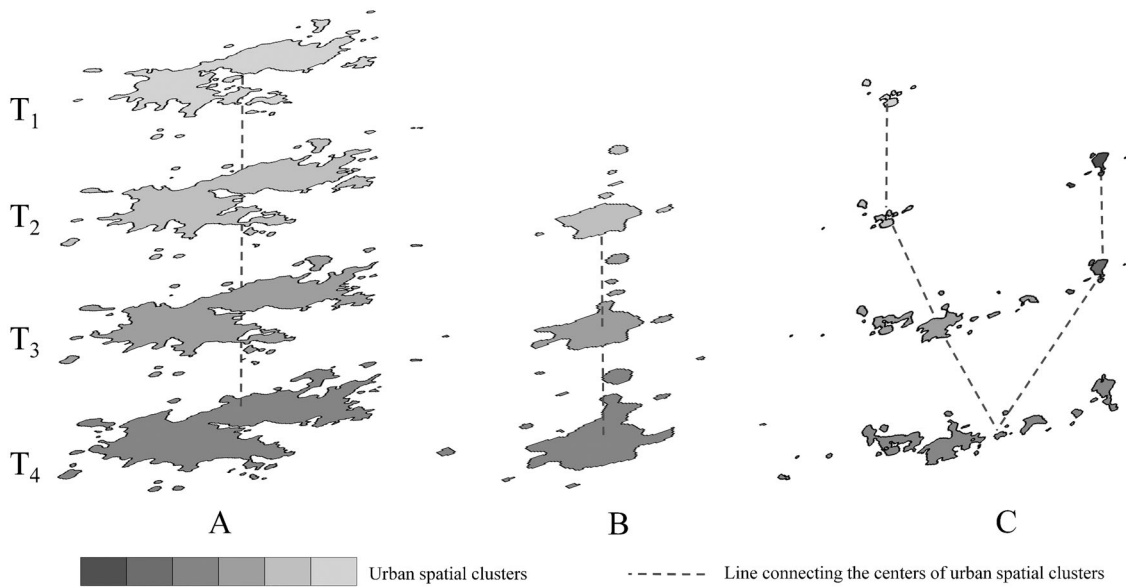 T1
T2
T3
T4
A
B
C
Urban spatial clusters
Line connecting the centers of urban spatial clusters